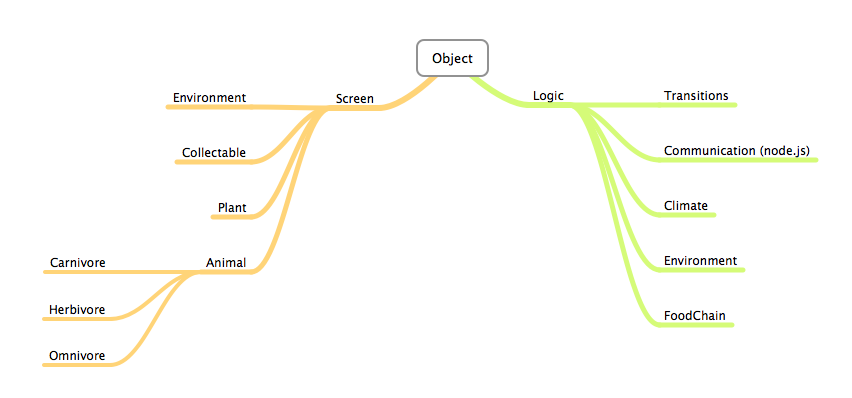 Object
Screen
Environment
Collectable
Plant
Animal
Carnivore
Herbivore
Omnivore
Logic
Transitions
Communication (node.js)
Climate
Environment
FoodChain